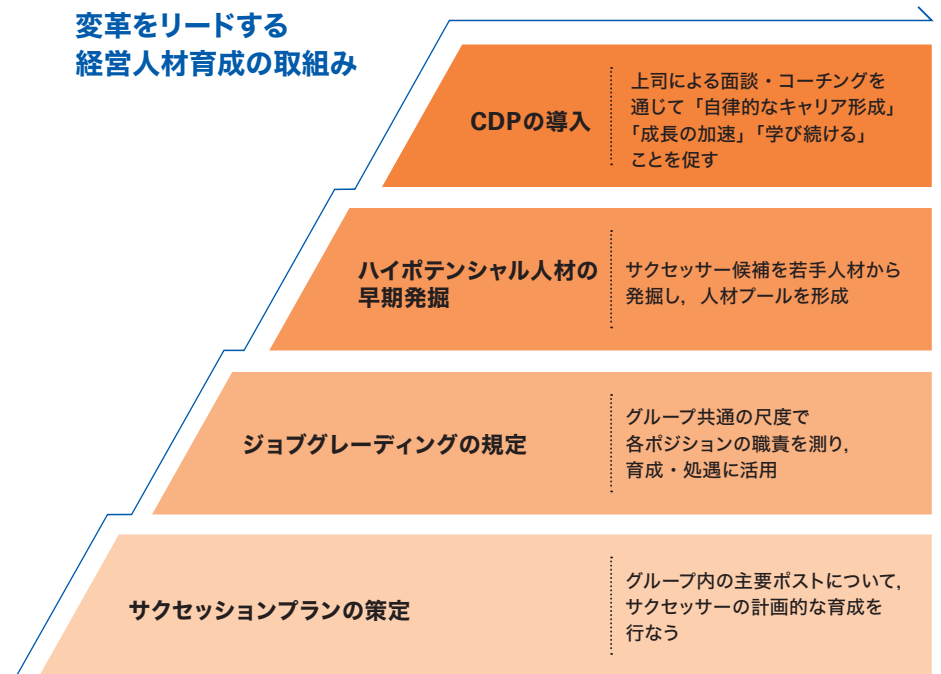 変革をリードする
経営人材育成の取組み
CDPの導入
上司による面談・コーチングを
通じて「自律的なキャリア形成」
「成長の加速」「学び続ける」
ことを促す
ハイポテンシャル人材の
早期発掘
サクセッサー候補を若手人材から
発掘し，人材プールを形成
ジョブグレーディングの規定
グループ共通の尺度で
各ポジションの職責を測り，
育成・処遇に活用
サクセッションプランの策定
グループ内の主要ポストについて，
サクセッサーの計画的な育成を
行なう